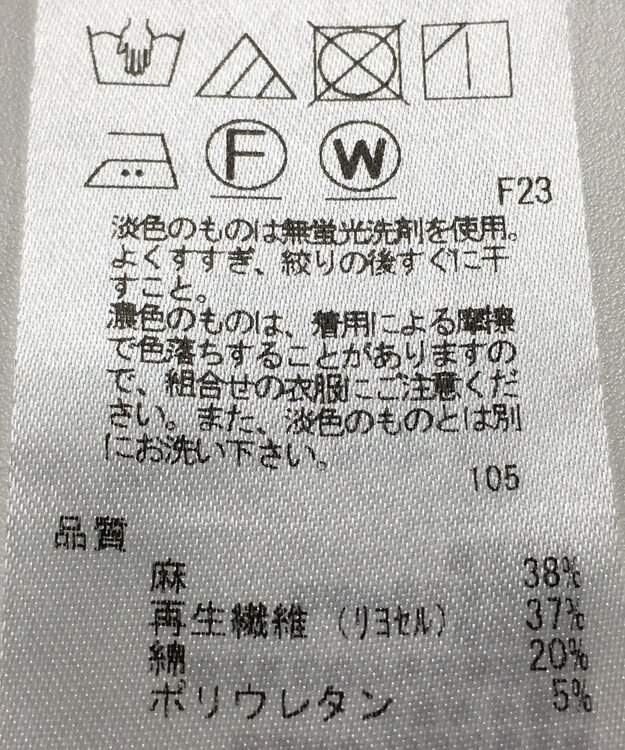 F W
F23
淡色のものは無蛍光洗剤を使用。
よくすすぎ、絞りの後すぐに干
すこと。
濃色のものは、着用による摩擦
で色落ちすることがありますの
で、組合せの衣服にご注意くだ
さい。また、淡色のものとは別
にお洗い下さい。
105
品質
麻 38%
再生繊維（リヨセル） 37%
綿 20%
ポリウレタン 5%